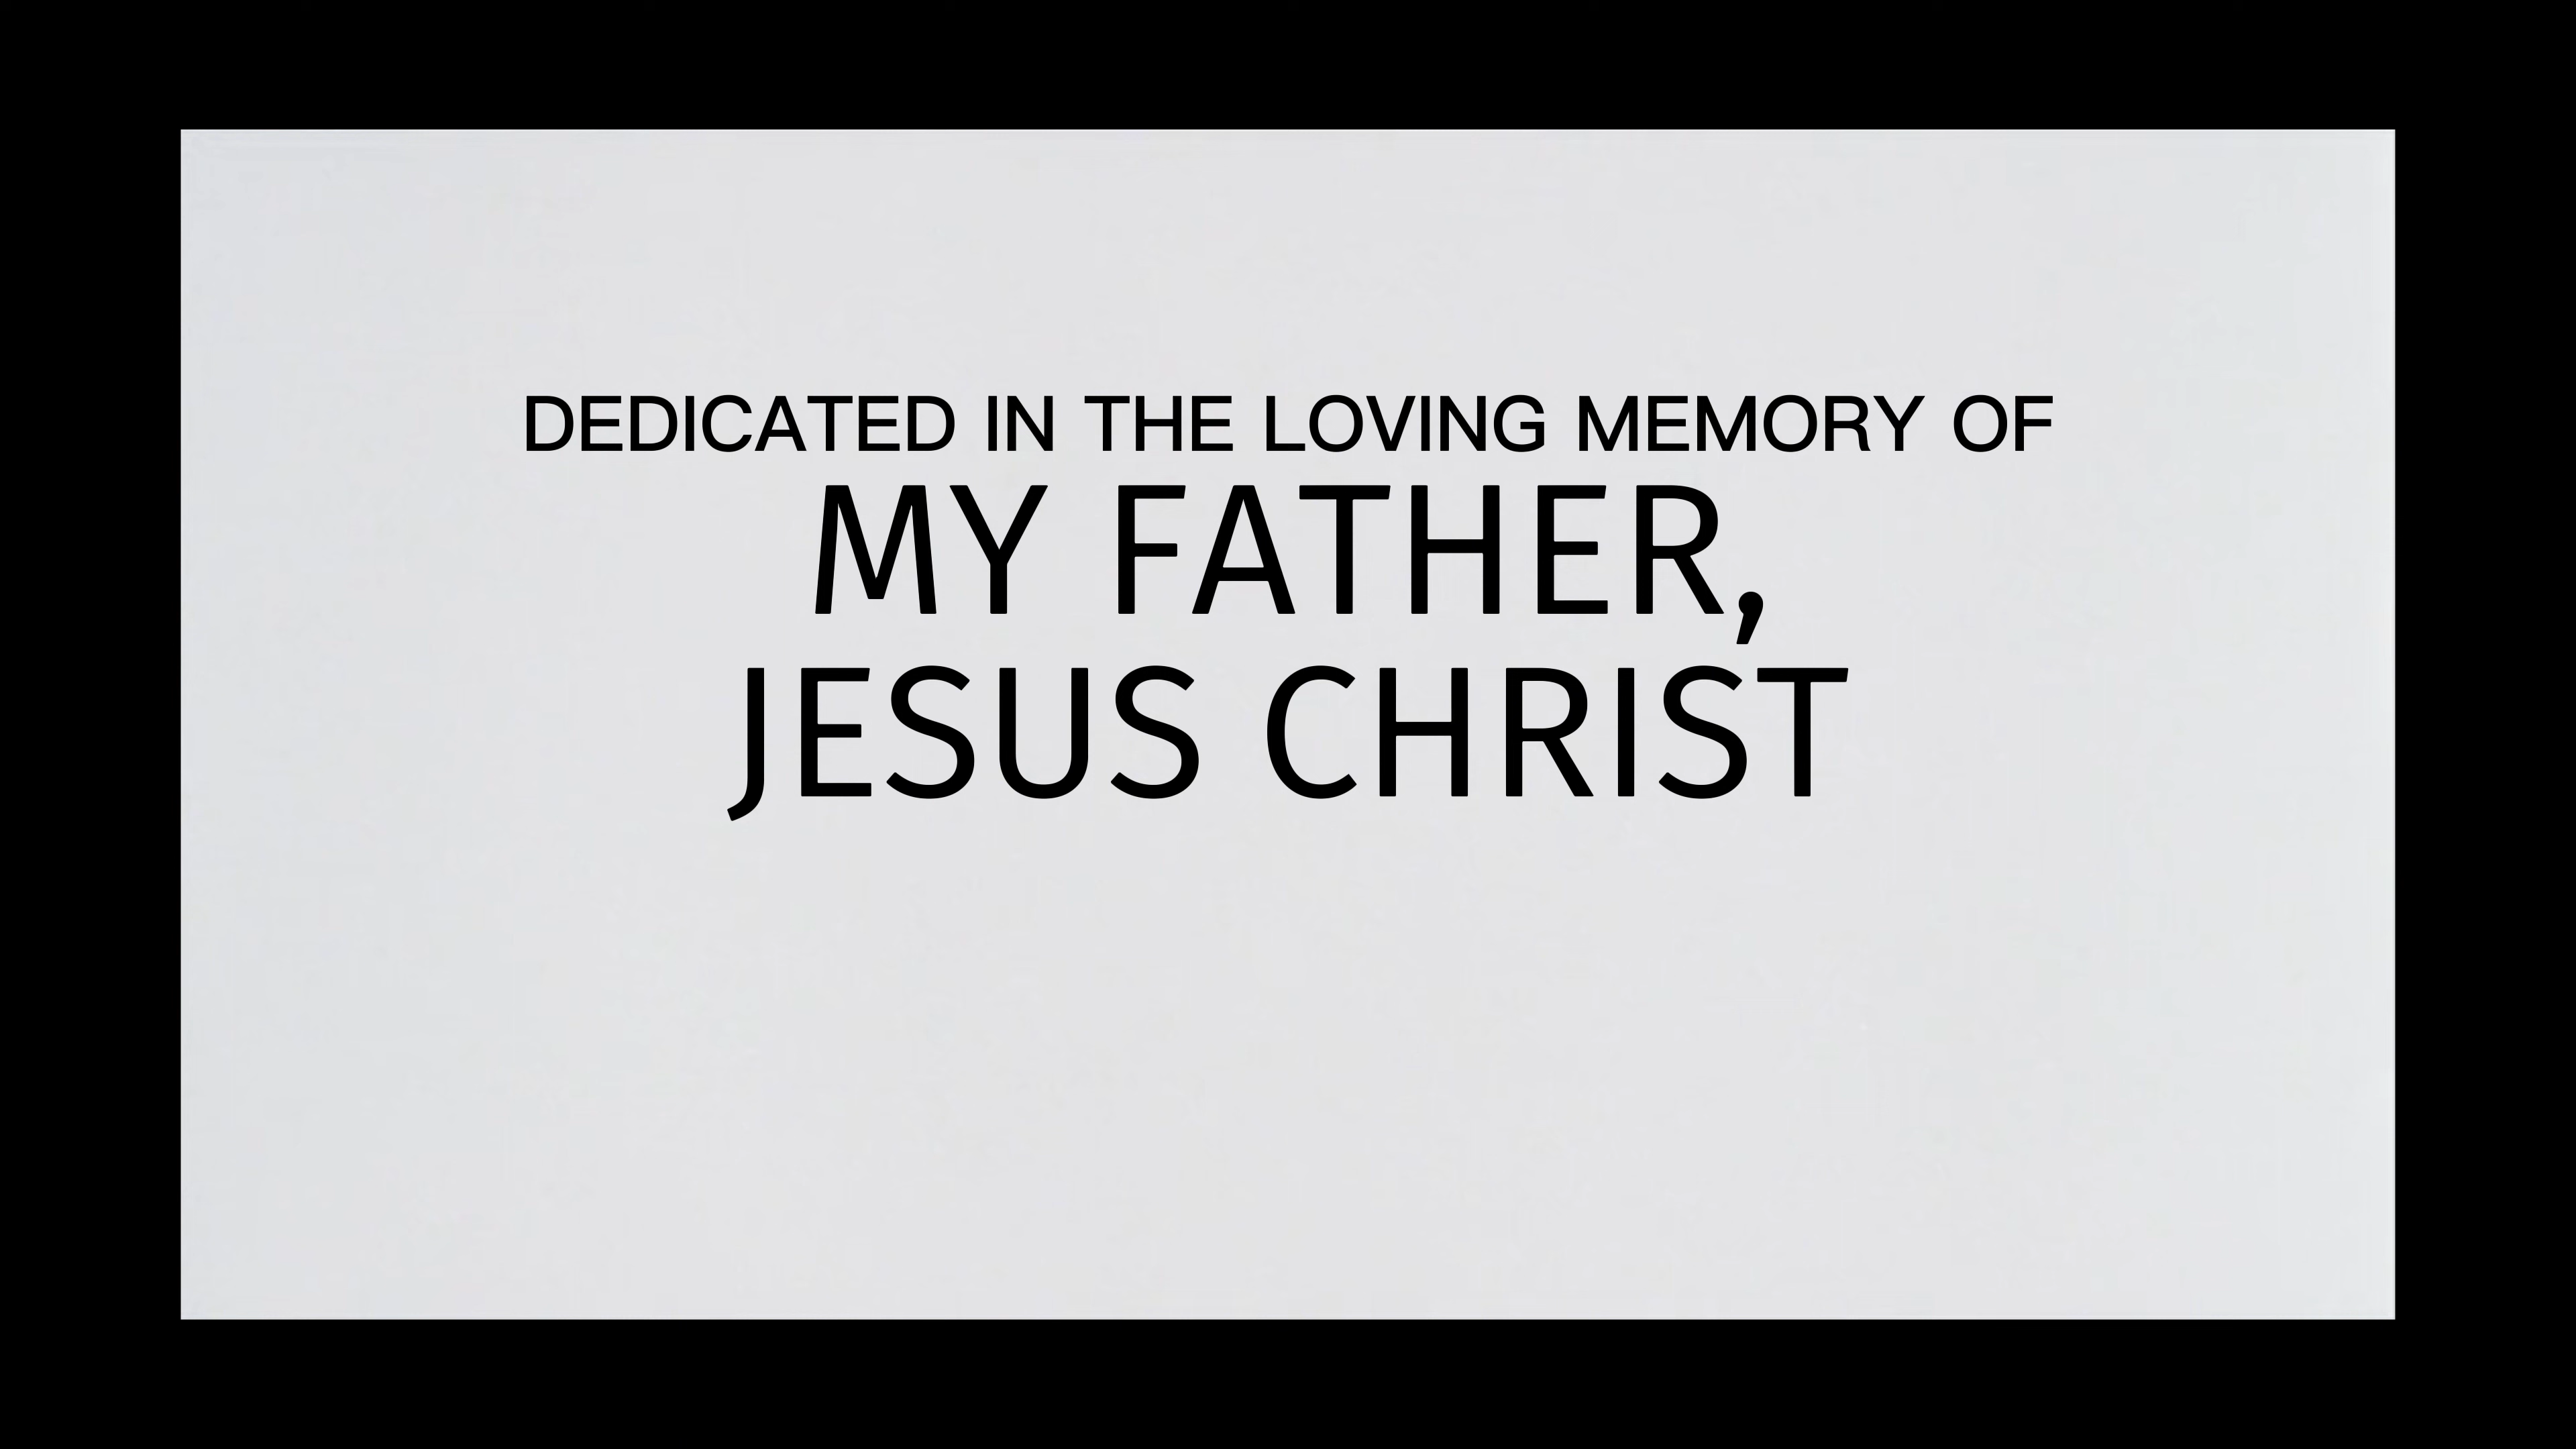 DEDICATED IN THE LOVING MEMORY OF
MY FATHER,
JESUS CHRIST